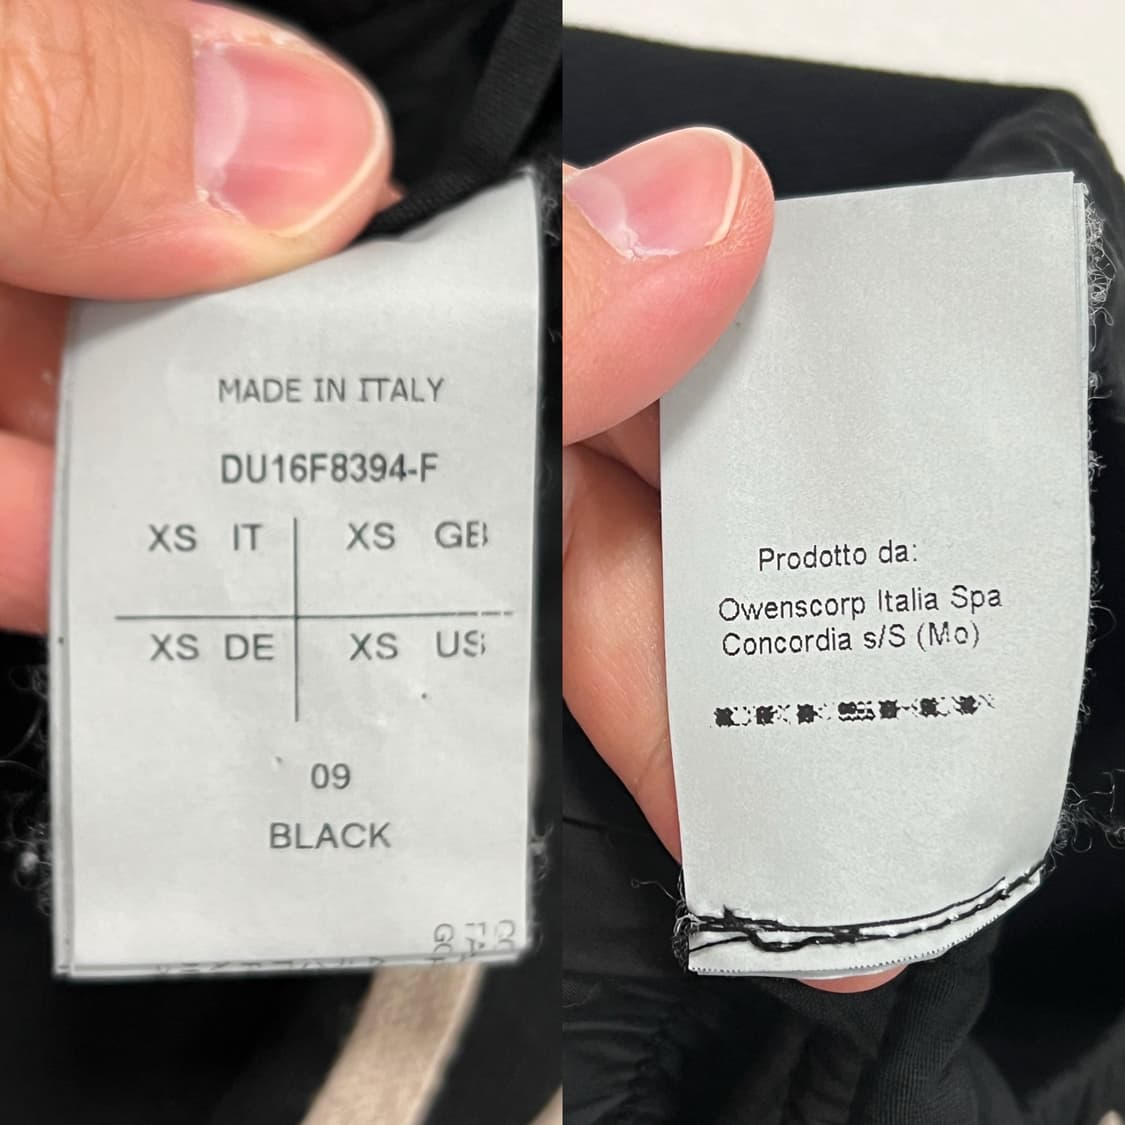 MADE IN ITALY
DU16F8394-F
XS IT XS GB
XS DE XS US
09
BLACK
Prodotto da:
Owenscorp Italia Spa
Concordia s/S (Mo)